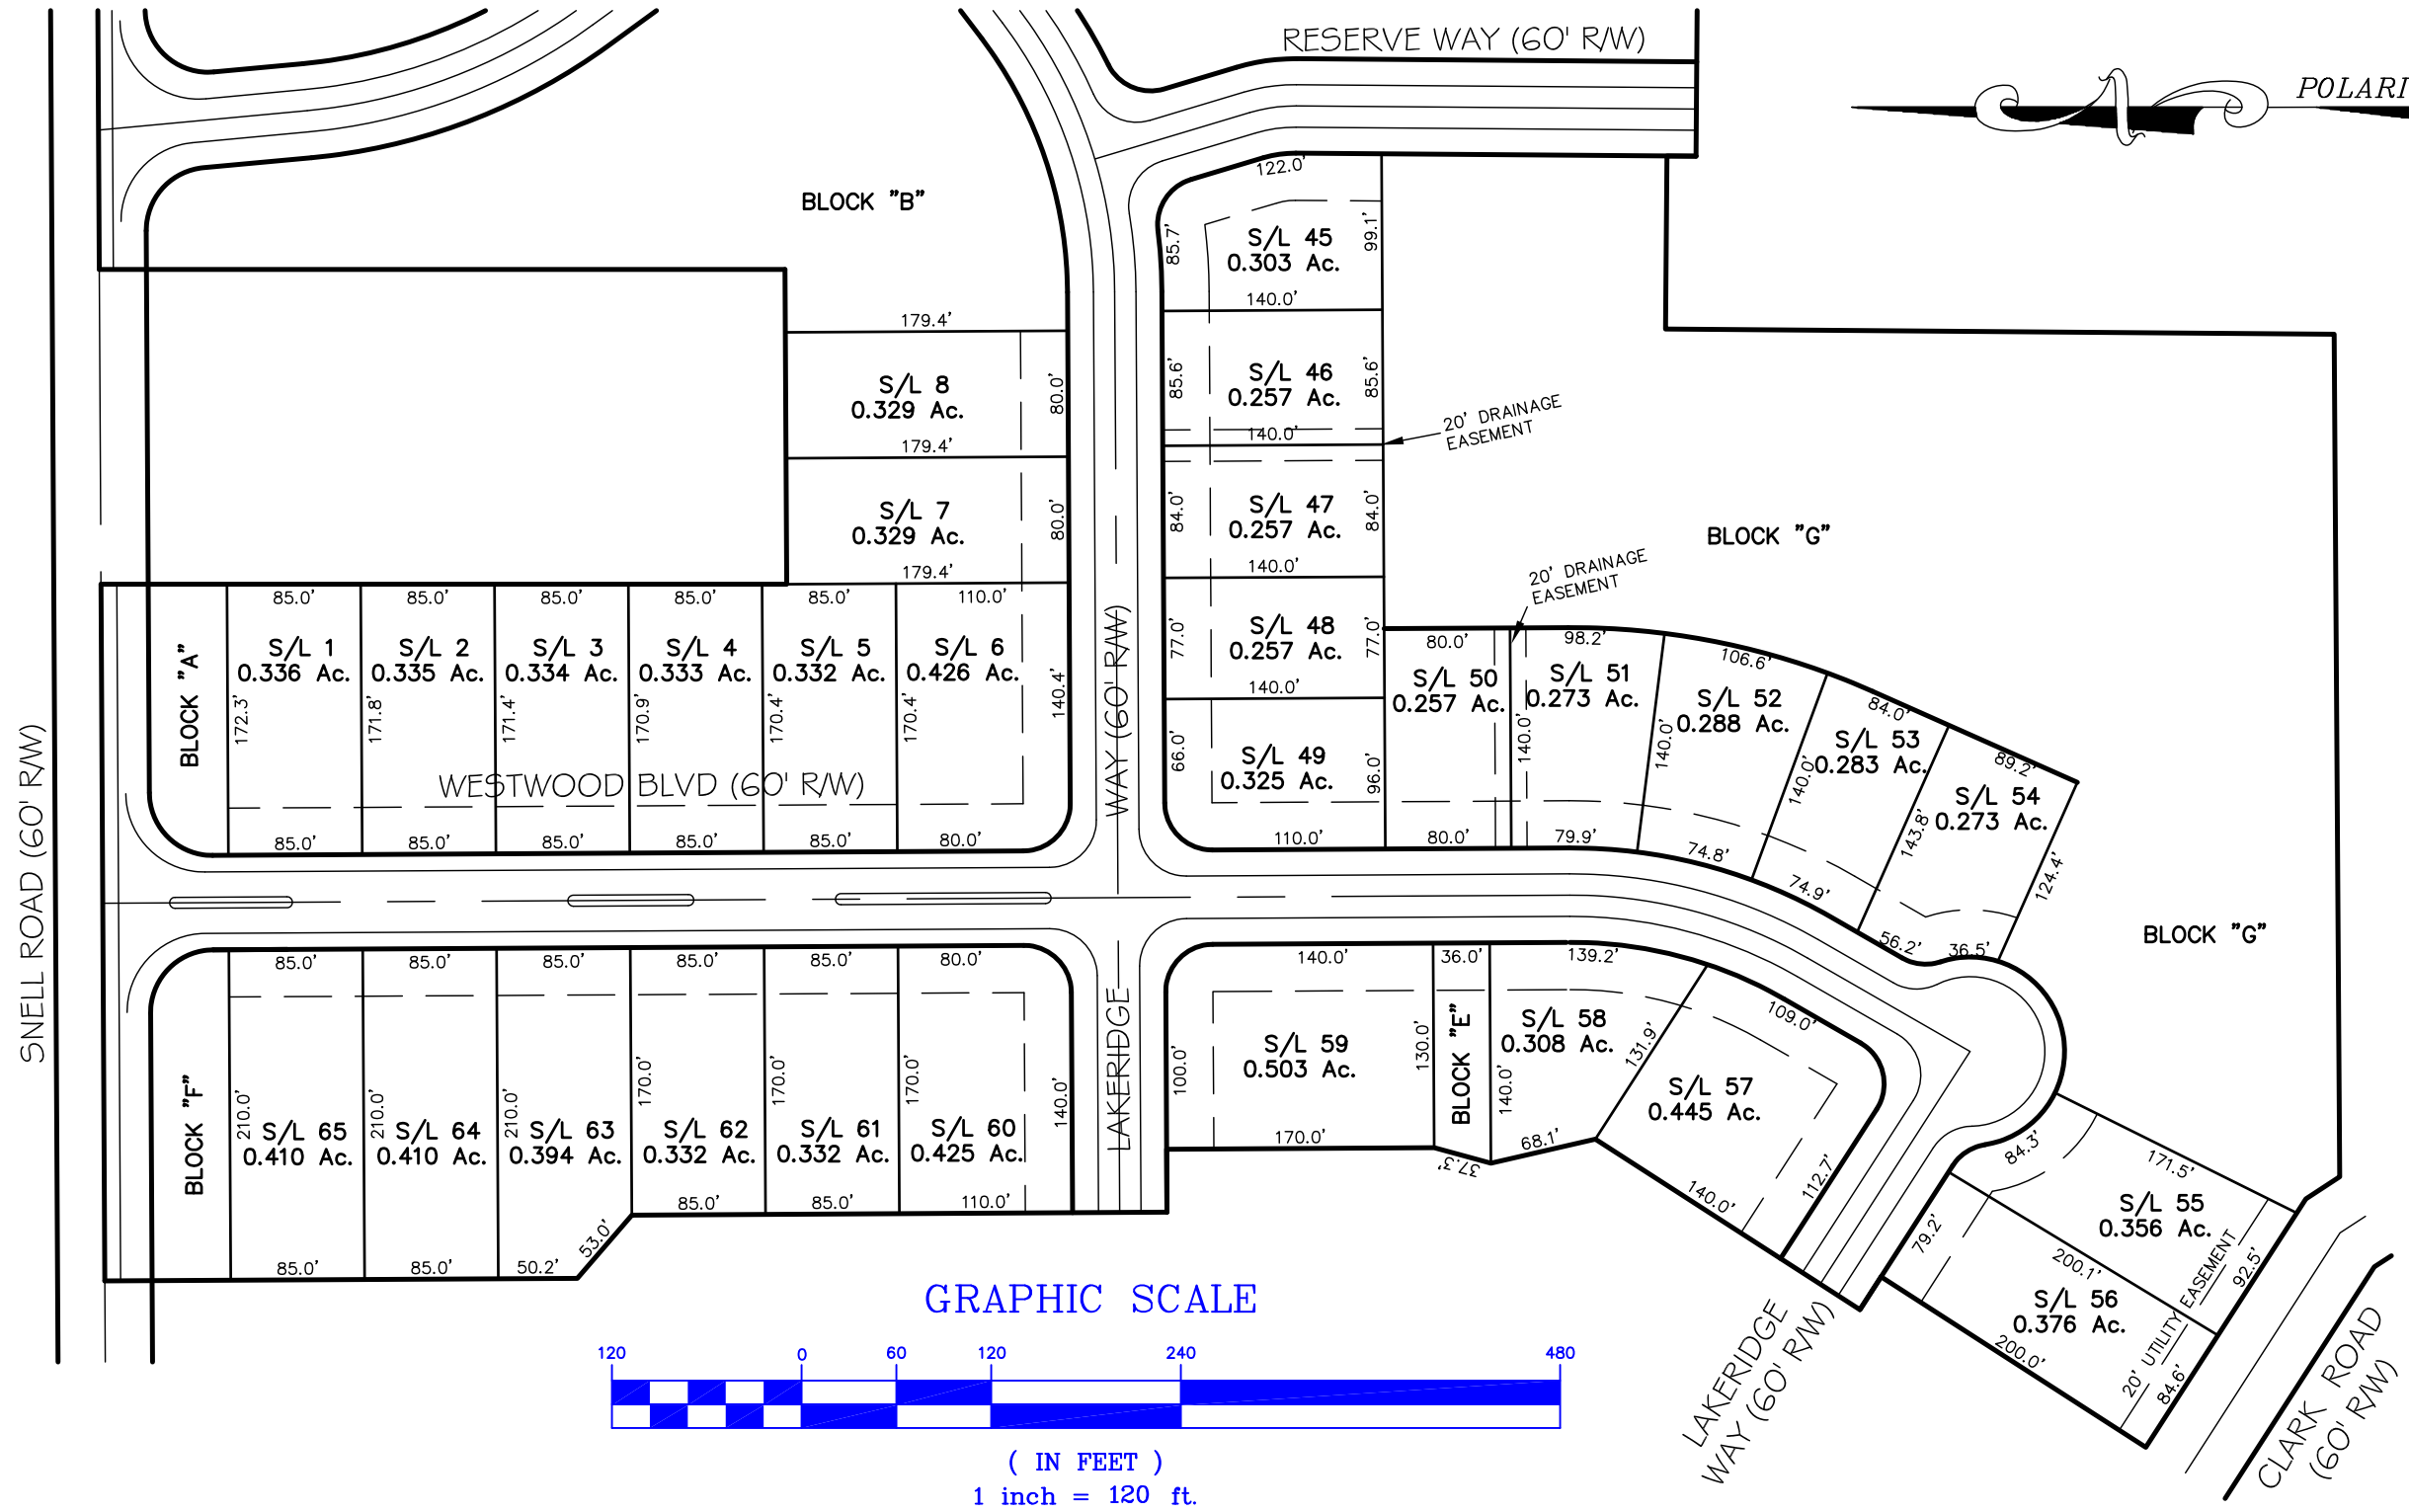 RESERVE WAY (60' R/W)
POLARI
BLOCK "B"
122.0'
85.7'
S/L 45
0.303 Ac.
99.1'
140.0'
179.4'
S/L 8
0.329 Ac.
80.0'
179.4'
S/L 7
0.329 Ac.
80.0'
179.4'
85.6'
S/L 46
0.257 Ac.
85.6'
140.0'
20' DRAINAGE
EASEMENT
84.0'
S/L 47
0.257 Ac.
84.0'
140.0'
77.0'
S/L 48
0.257 Ac.
77.0'
140.0'
66.0'
S/L 49
0.325 Ac.
96.0'
110.0'
BLOCK "G"
20' DRAINAGE
EASEMENT
80.0'
S/L 50
0.257 Ac.
80.0'
98.2'
S/L 51
0.273 Ac.
140.0'
79.9'
106.6'
S/L 52
0.288 Ac.
140.0'
74.8'
84.0'
S/L 53
0.283 Ac.
140.0'
74.9'
89.2'
S/L 54
0.273 Ac.
143.8'
124.4'
56.2'
36.5'
BLOCK "G"
SNELL ROAD (60' R/W)
BLOCK "A"
85.0'
S/L 1
0.336 Ac.
172.3'
85.0'
85.0'
S/L 2
0.335 Ac.
171.8'
85.0'
85.0'
S/L 3
0.334 Ac.
171.4'
85.0'
85.0'
S/L 4
0.333 Ac.
170.9'
85.0'
85.0'
S/L 5
0.332 Ac.
170.4'
85.0'
110.0'
S/L 6
0.426 Ac.
170.4'
140.4'
80.0'
WESTWOOD BLVD (60' R/W)
LAKERIDGE WAY (60' R/W)
BLOCK "F"
85.0'
210.0'
S/L 65
0.410 Ac.
85.0'
85.0'
210.0'
S/L 64
0.410 Ac.
85.0'
85.0'
210.0'
S/L 63
0.394 Ac.
50.2'
53.0'
85.0'
170.0'
S/L 62
0.332 Ac.
85.0'
85.0'
170.0'
S/L 61
0.332 Ac.
85.0'
80.0'
170.0'
S/L 60
0.425 Ac.
140.0'
110.0'
140.0'
100.0'
S/L 59
0.503 Ac.
130.0'
170.0'
36.0'
BLOCK "E"
37.3'
139.2'
S/L 58
0.308 Ac.
140.0'
131.9'
68.1'
109.0'
S/L 57
0.445 Ac.
112.7'
140.0'
84.3'
171.5'
S/L 55
0.356 Ac.
92.5'
79.2'
200.1'
S/L 56
0.376 Ac.
200.0'
84.6'
20' UTILITY EASEMENT
LAKERIDGE
WAY (60' R/W)
CLARK ROAD
(60' R/W)
GRAPHIC SCALE
120 0 60 120 240 480
( IN FEET )
1 inch = 120 ft.